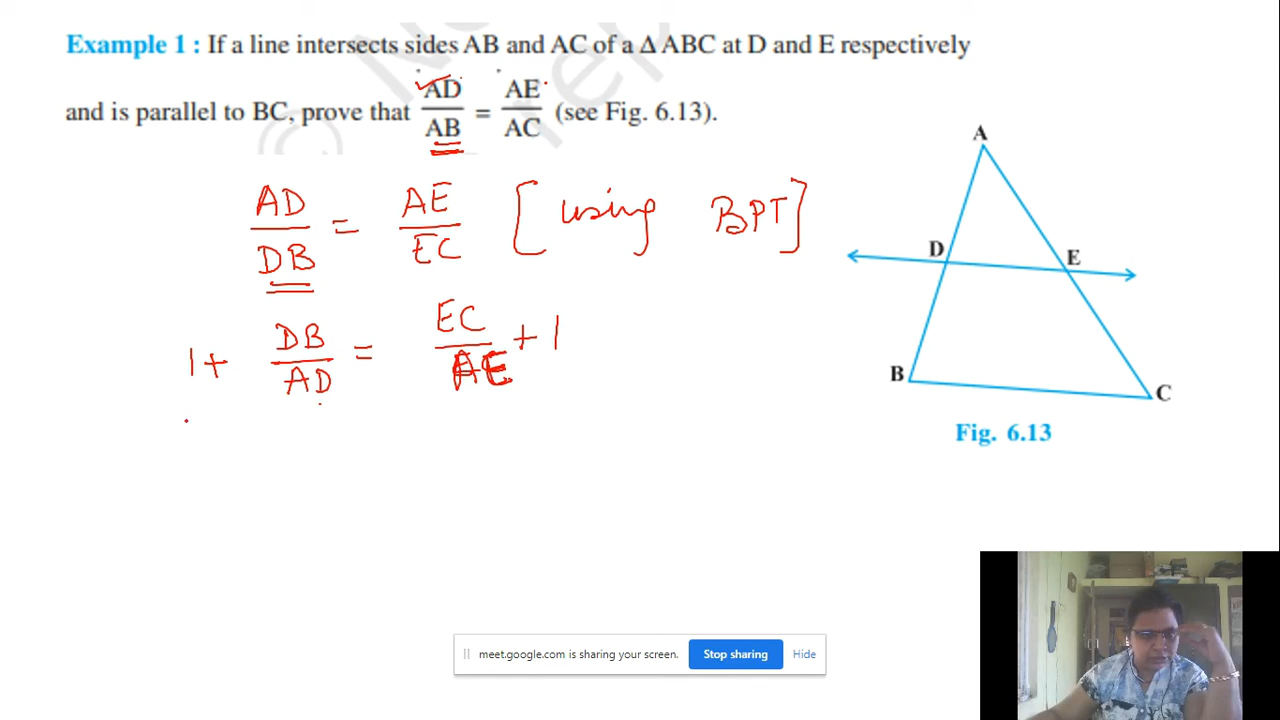 Example 1 : If a line intersects sides AB and AC of a Δ ABC at D and E respectively
and is parallel to BC, prove that AD/AB = AE/AC (see Fig. 6.13).
AD/DB = AE/EC [using BPT]
1+ DB/AD = EC/AE +1
A
D
E
B
C
Fig. 6.13
meet.google.com is sharing your screen. Stop sharing Hide